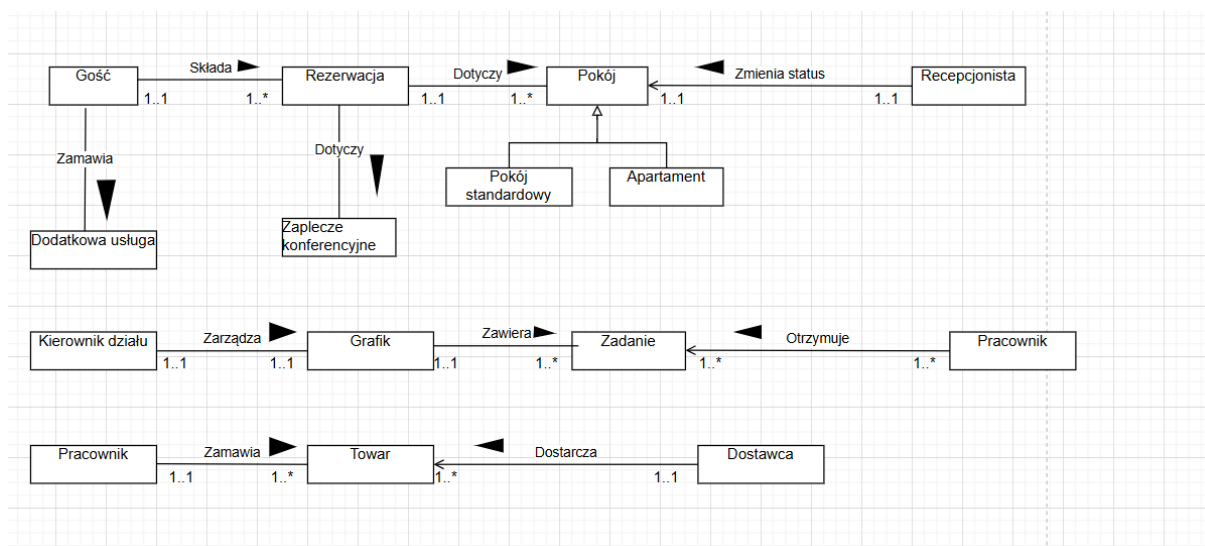 Gość
Składa
Rezerwacja
Dotyczy
Pokój
Zmienia status
Recepcjonista
1..1
1..*
1..1
1..*
1..1
1..1
Zamawia
Dotyczy
Pokój
standardowy
Apartament
Dodatkowa usługa
Zaplecze
konferencyjne
Kierownik działu
Zarządza
Grafik
Zawiera
Zadanie
Otrzymuje
Pracownik
1..1
1..1
1..1
1..*
1..*
1..*
Pracownik
Zamawia
Towar
Dostarcza
Dostawca
1..1
1..*
1..*
1..1